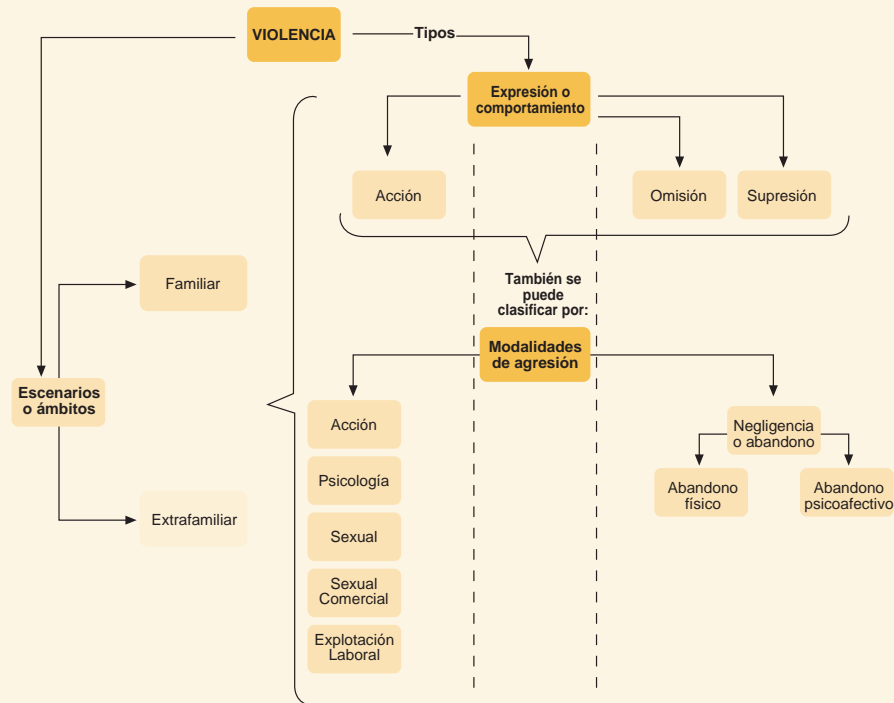 VIOLENCIA
Tipos
Expresión o
comportamiento
Acción
Omisión
Supresión
También se
puede
clasificar por:
Familiar
Modalidades
de agresión
Escenarios
o ámbitos
Acción
Negligencia
o abandono
Psicología
Abandono
físico
Abandono
psicoafectivo
Extrafamiliar
Sexual
Sexual
Comercial
Explotación
Laboral